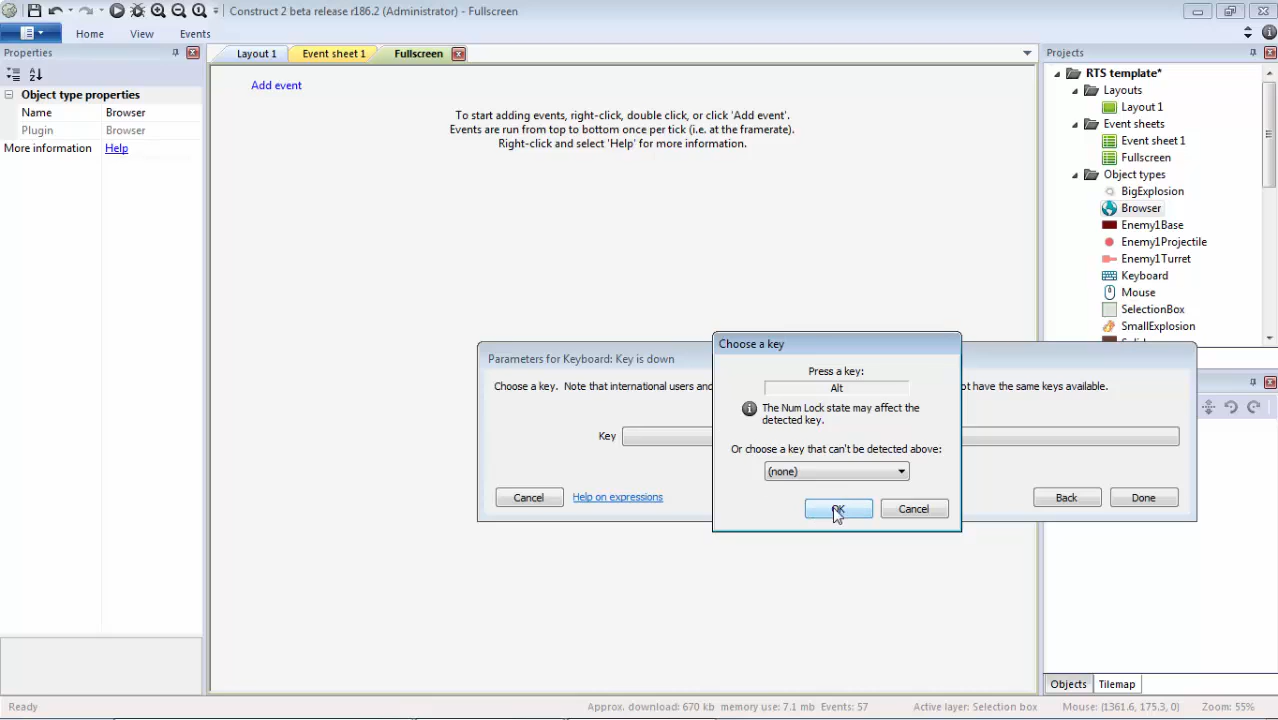 Construct 2 beta release r186.2 (Administrator) - Fullscreen
Home View Events
Properties
Layout 1 Event sheet 1 Fullscreen
Projects
Object type properties
Name Browser
Plugin Browser
More information Help
Add event
To start adding events, right-click, double click, or click 'Add event'.
Events are run from top to bottom once per tick (i.e. at the framerate).
Right-click and select 'Help' for more information.
RTS template*
Layouts
Layout 1
Event sheets
Event sheet 1
Fullscreen
Object types
BigExplosion
Browser
Enemy1Base
Enemy1Projectile
Enemy1Turret
Keyboard
Mouse
SelectionBox
SmallExplosion
Parameters for Keyboard: Key is down
Choose a key. Note that international users and
ot have the same keys available.
Key
Cancel Help on expressions
Back Done
Choose a key
Press a key:
Alt
The Num Lock state may affect the
detected key.
Or choose a key that can't be detected above:
(none)
OK Cancel
Objects Tilemap
Ready Approx. download: 670 kb memory use: 7.1 mb Events: 57 Active layer: Selection box Mouse: (1361.6, 175.3, 0) Zoom: 55%